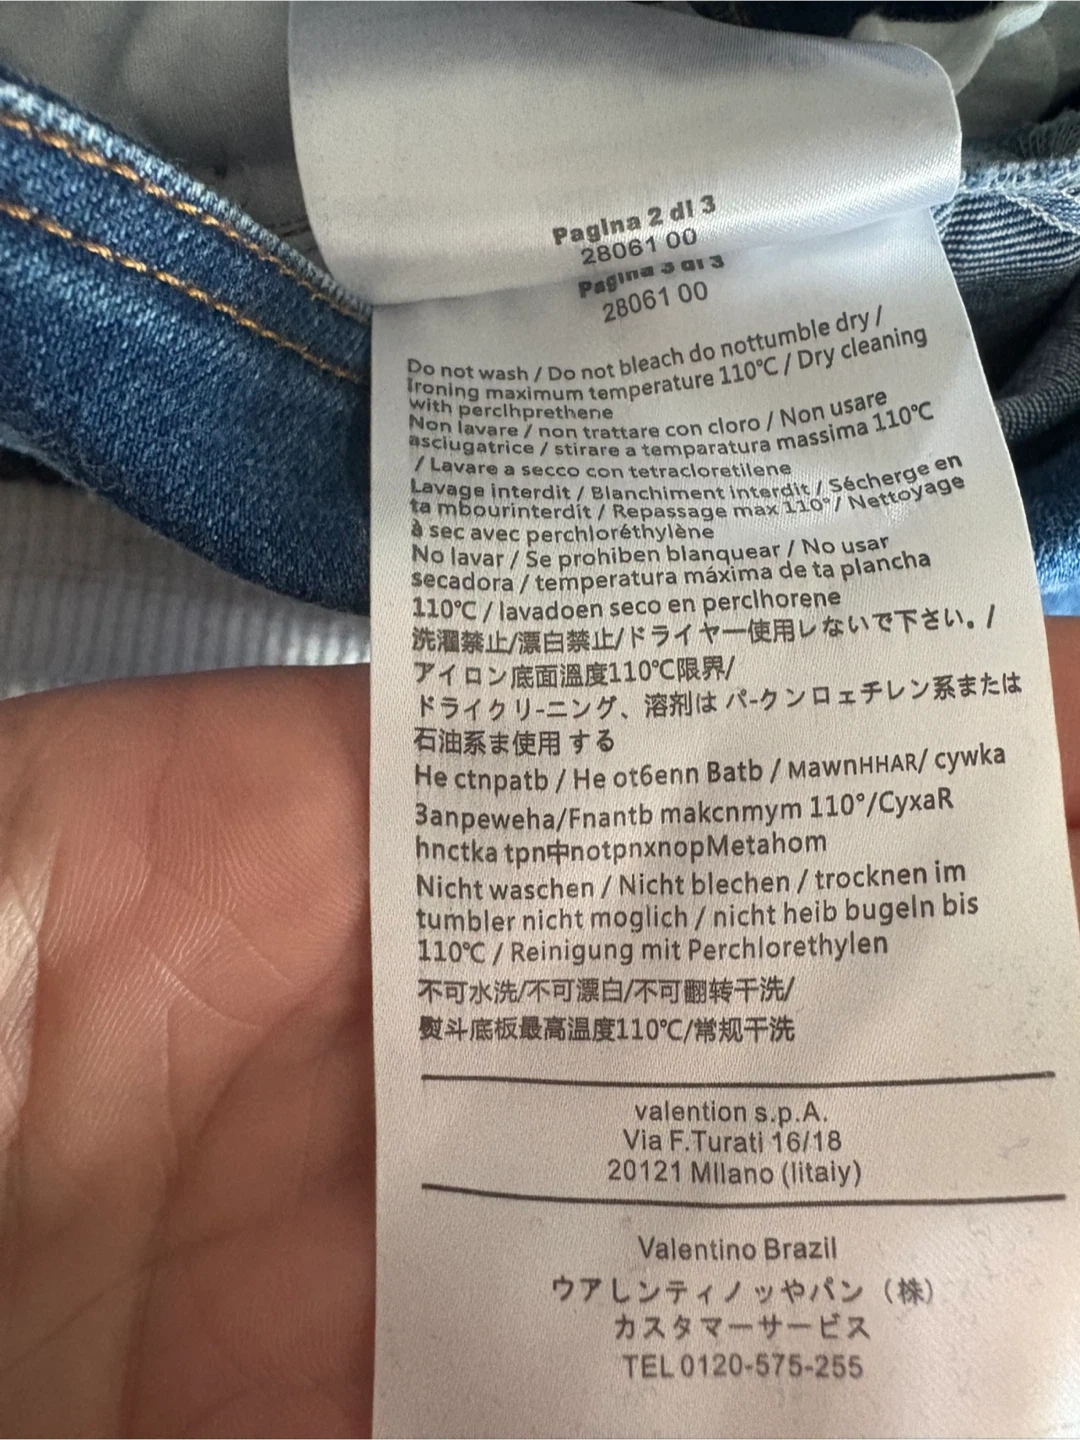 PagIna 2 dI 3
28061 00
Pagina 3 di 3
28061 00
Do not wash / Do not bleach do nottumble dry /
Ironing maximum temperature 110℃ / Dry cleaning
with perclhprethene
Non lavare / non trattare con cloro / Non usare
asciugatrice / stirare a temparatura massima 110℃
/ Lavare a secco con tetracloretilene
Lavage interdit / Blanchiment interdit / Sécherge en
ta mbourinterdit / Repassage max 110°/ Nettoyage
à sec avec perchloréthylène
No lavar / Se prohiben blanquear / No usar
secadora / temperatura máxima de ta plancha
110℃ / lavadoen seco en perclhorene
洗濯禁止/漂白禁止/ドライヤー使用レないで下さい。/
アイロン底面溫度110℃限界/
ドライクリ-ニング、溶剤は パ-クンロェチレン系または
石油系ま使用 する
He ctnpatb / He ot6enn Batb / MawnHHAR/ cywka
3anpeweha/Fnantb makcnmym 110°/CyxaR
hnctka tpn中notpnxnopMetahom
Nicht waschen / Nicht blechen / trocknen im
tumbler nicht moglich / nicht heib bugeln bis
110℃ / Reinigung mit Perchlorethylen
不可水洗/不可漂白/不可翻转干洗/
熨斗底板最高温度110℃/常规干洗
valention s.p.A.
Via F.Turati 16/18
20121 MIlano (litaiy)
Valentino Brazil
ウアしンティノッやパン（株）
カスタマーサービス
TEL 0120-575-255